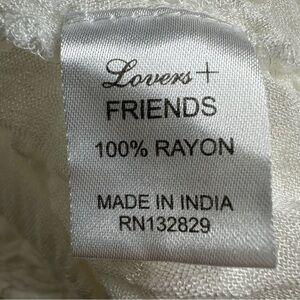 Lovers +
FRIENDS
100% RAYON
MADE IN INDIA
RN132829